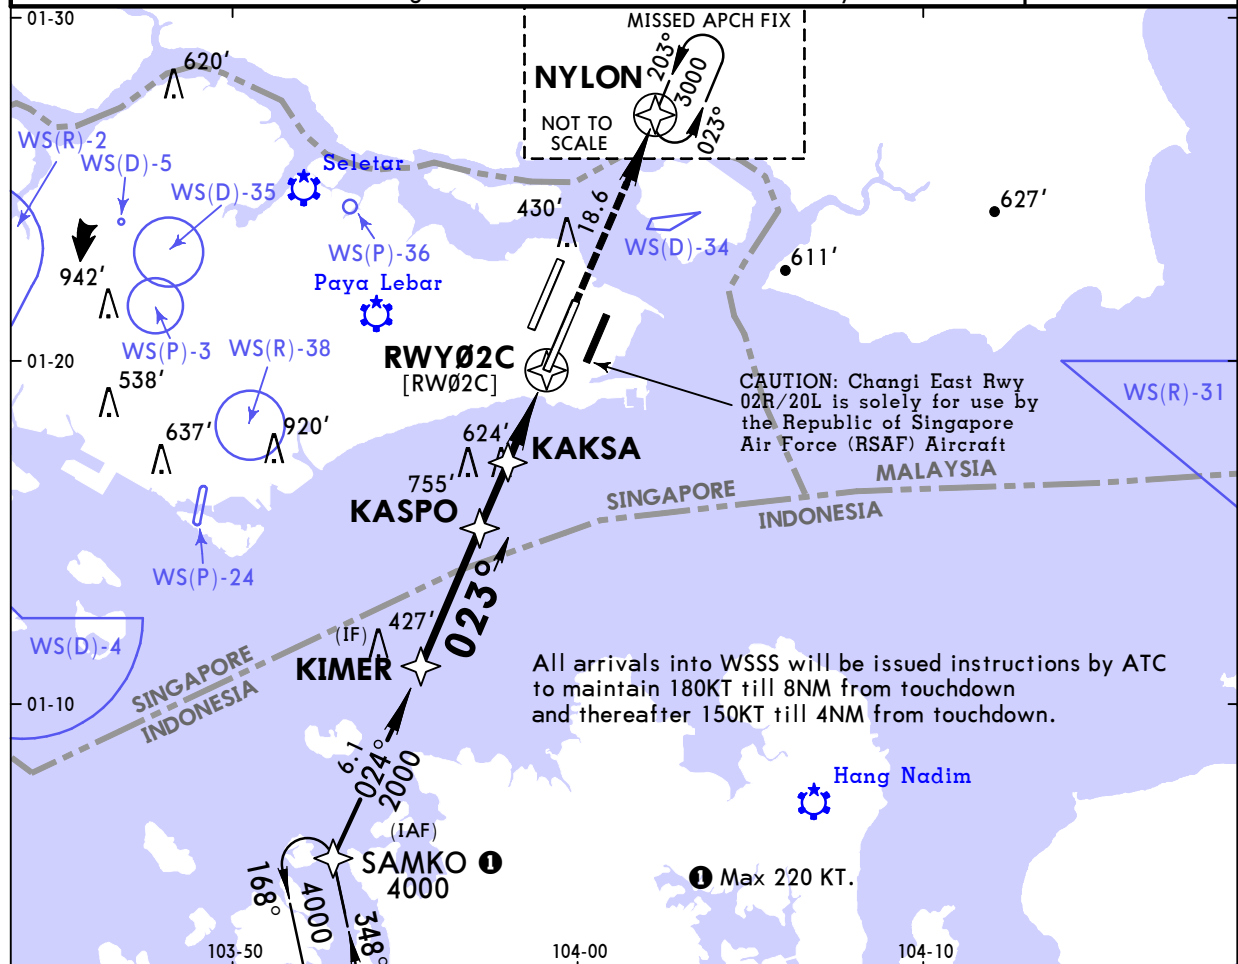 01-30
MISSED APCH FIX
620'
203°
NYLON
3000
NOT TO
SCALE
023°
WS(R)-2
WS(D)-5
Seletar
WS(D)-35
627'
430'
18.6
WS(P)-36
WS(D)-34
611'
942'
Paya Lebar
WS(P)-3
WS(R)-38
01-20
RWYØ2C
[RWØ2C]
CAUTION: Changi East Rwy
02R/20L is solely for use by
the Republic of Singapore
Air Force (RSAF) Aircraft
WS(R)-31
538'
637'
920'
624'
KAKSA
755'
MALAYSIA
SINGAPORE
INDONESIA
KASPO
WS(P)-24
023°
427'
(IF)
KIMER
WS(D)-4
SINGAPORE
INDONESIA
All arrivals into WSSS will be issued instructions by ATC
to maintain 180KT till 8NM from touchdown
and thereafter 150KT till 4NM from touchdown.
01-10
6.1
024°
2000
Hang Nadim
(IAF)
SAMKO 1
4000
1 Max 220 KT.
168°
4000
348°
103-50
104-00
104-10